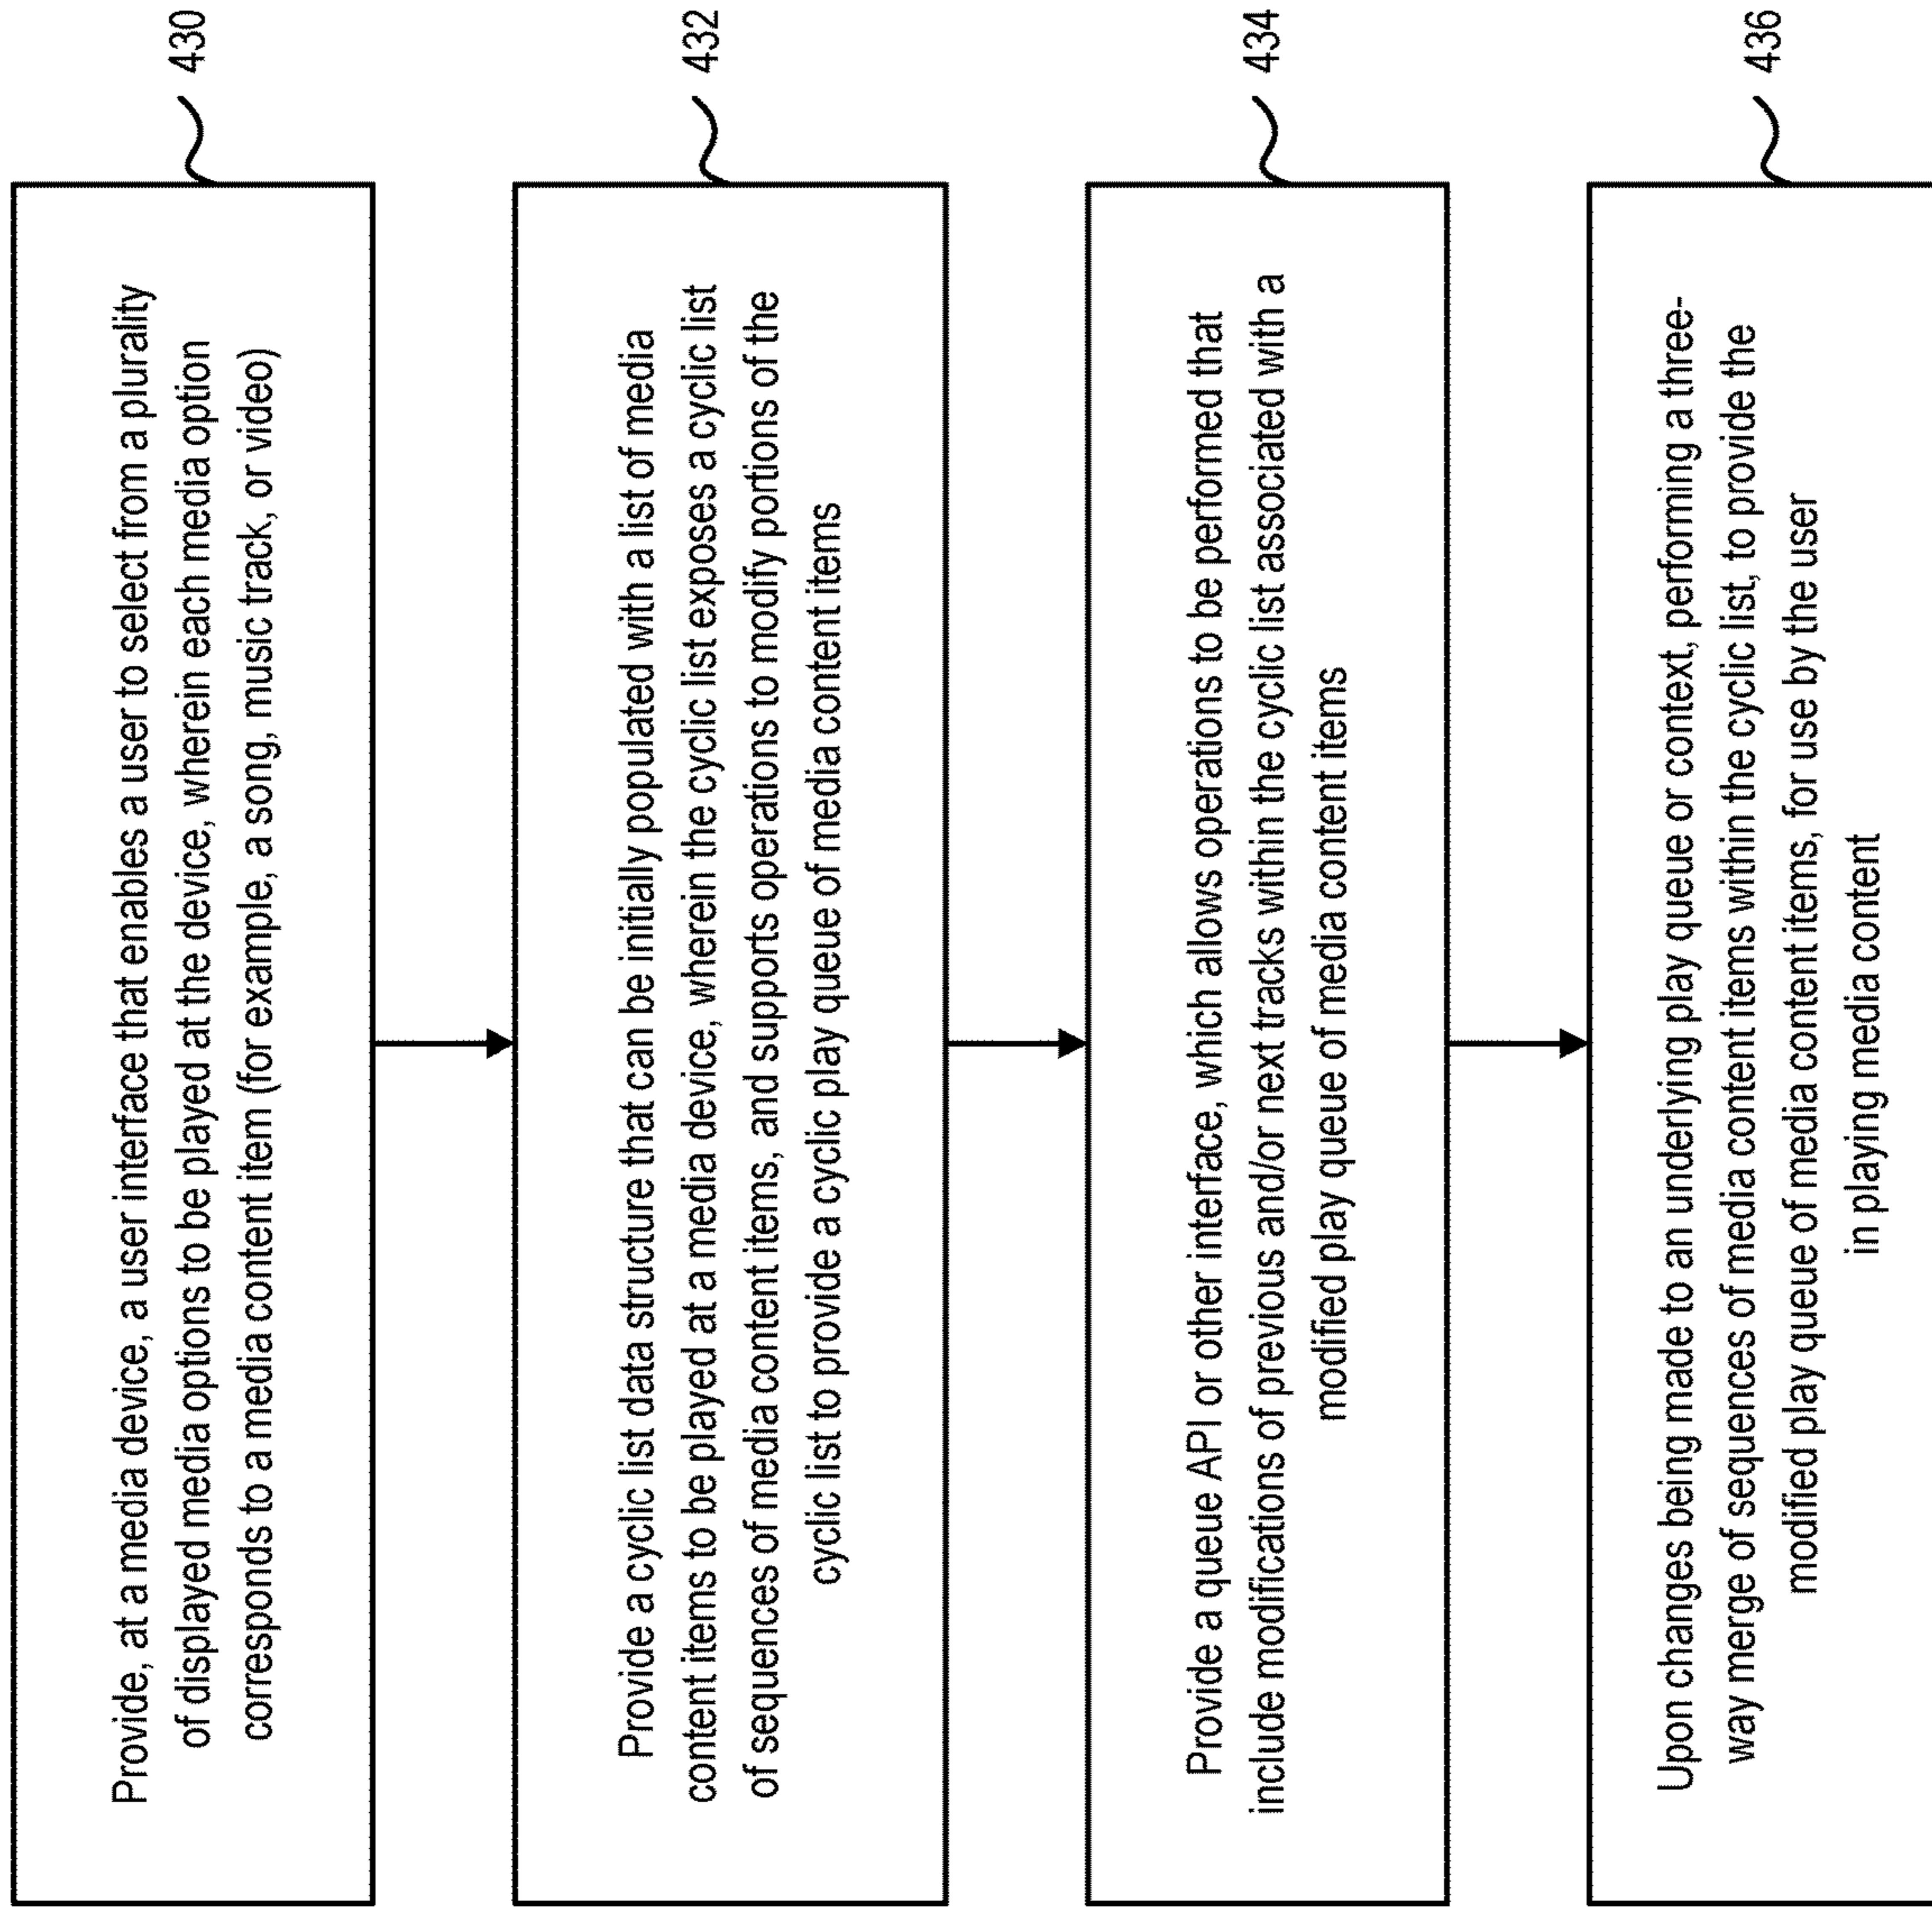 430
Provide, at a media device, a user interface that enables a user to select from a plurality
of displayed media options to be played at the device, wherein each media option
corresponds to a media content item (for example, a song, music track, or video)
432
Provide a cyclic list data structure that can be initially populated with a list of media
content items to be played at a media device, wherein the cyclic list exposes a cyclic list
of sequences of media content items, and supports operations to modify portions of the
cyclic list to provide a cyclic play queue of media content items
434
Provide a queue API or other interface, which allows operations to be performed that
include modifications of previous and/or next tracks within the cyclic list associated with a
modified play queue of media content items
436
Upon changes being made to an underlying play queue or context, performing a three-
way merge of sequences of media content items within the cyclic list, to provide the
modified play queue of media content items, for use by the user
in playing media content